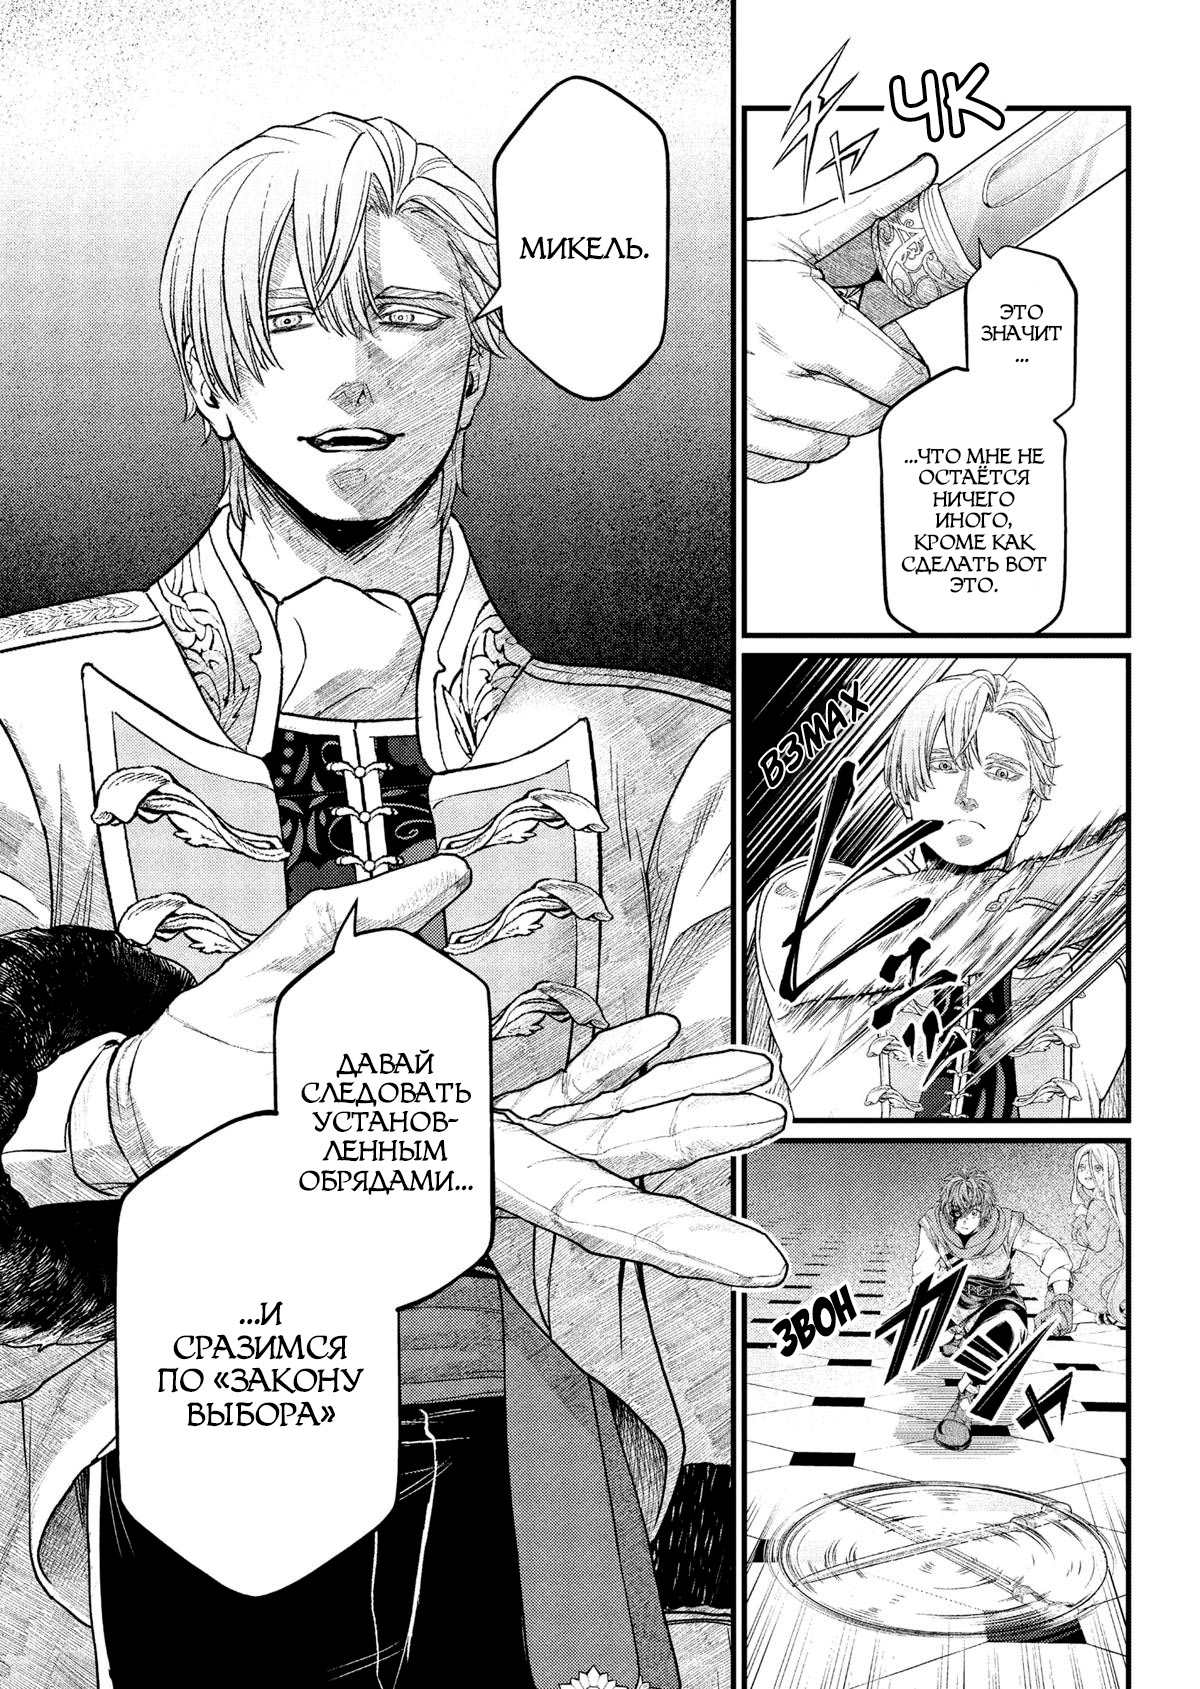 ЧК
ЭТО
ЗНАЧИТ
...
...ЧТО МНЕ НЕ
ОСТАЁТСЯ
НИЧЕГО
ИНОГО,
КРОМЕ КАК
СДЕЛАТЬ ВОТ
ЭТО.
ВЗМАХ
ЗВОН
МИКЕЛЬ.
ДАВАЙ
СЛЕДОВАТЬ
УСТАНОВ-
ЛЕННЫМ
ОБРЯДАМИ...
...И
СРАЗИМСЯ
ПО «ЗАКОНУ
ВЫБОРА»